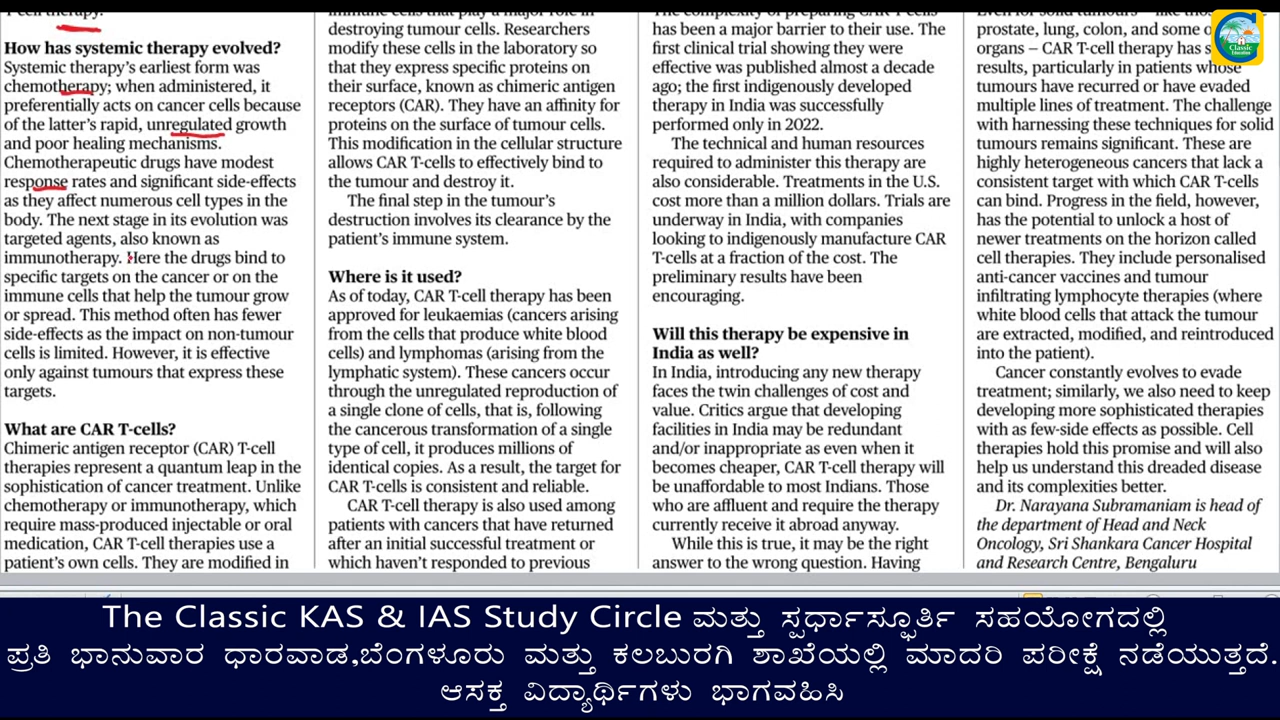 T-cell therapy.
How has systemic therapy evolved?
Systemic therapy's earliest form was
chemotherapy; when administered, it
preferentially acts on cancer cells because
of the latter's rapid, unregulated growth
and poor healing mechanisms.
Chemotherapeutic drugs have modest
response rates and significant side-effects
as they affect numerous cell types in the
body. The next stage in its evolution was
targeted agents, also known as
immunotherapy. Here the drugs bind to
specific targets on the cancer or on the
immune cells that help the tumour grow
or spread. This method often has fewer
side-effects as the impact on non-tumour
cells is limited. However, it is effective
only against tumours that express these
targets.
What are CAR T-cells?
Chimeric antigen receptor (CAR) T-cell
therapies represent a quantum leap in the
sophistication of cancer treatment. Unlike
chemotherapy or immunotherapy, which
require mass-produced injectable or oral
medication, CAR T-cell therapies use a
patient's own cells. They are modified in
immune cells that play a major role in
destroying tumour cells. Researchers
modify these cells in the laboratory so
that they express specific proteins on
their surface, known as chimeric antigen
receptors (CAR). They have an affinity for
proteins on the surface of tumour cells.
This modification in the cellular structure
allows CAR T-cells to effectively bind to
the tumour and destroy it.
The final step in the tumour's
destruction involves its clearance by the
patient's immune system.
Where is it used?
As of today, CAR T-cell therapy has been
approved for leukaemias (cancers arising
from the cells that produce white blood
cells) and lymphomas (arising from the
lymphatic system). These cancers occur
through the unregulated reproduction of
a single clone of cells, that is, following
the cancerous transformation of a single
type of cell, it produces millions of
identical copies. As a result, the target for
CAR T-cells is consistent and reliable.
CAR T-cell therapy is also used among
patients with cancers that have returned
after an initial successful treatment or
which haven't responded to previous
The complexity of preparing CAR T-cells
has been a major barrier to their use. The
first clinical trial showing they were
effective was published almost a decade
ago; the first indigenously developed
therapy in India was successfully
performed only in 2022.
The technical and human resources
required to administer this therapy are
also considerable. Treatments in the U.S.
cost more than a million dollars. Trials are
underway in India, with companies
looking to indigenously manufacture CAR
T-cells at a fraction of the cost. The
preliminary results have been
encouraging.
Will this therapy be expensive in
India as well?
In India, introducing any new therapy
faces the twin challenges of cost and
value. Critics argue that developing
facilities in India may be redundant
and/or inappropriate as even when it
becomes cheaper, CAR T-cell therapy will
be unaffordable to most Indians. Those
who are affluent and require the therapy
currently receive it abroad anyway.
While this is true, it may be the right
answer to the wrong question. Having
Even for solid tumours – like those
prostate, lung, colon, and some o
organs – CAR T-cell therapy has s
results, particularly in patients whose
tumours have recurred or have evaded
multiple lines of treatment. The challenge
with harnessing these techniques for solid
tumours remains significant. These are
highly heterogeneous cancers that lack a
consistent target with which CAR T-cells
can bind. Progress in the field, however,
has the potential to unlock a host of
newer treatments on the horizon called
cell therapies. They include personalised
anti-cancer vaccines and tumour
infiltrating lymphocyte therapies (where
white blood cells that attack the tumour
are extracted, modified, and reintroduced
into the patient).
Cancer constantly evolves to evade
treatment; similarly, we also need to keep
developing more sophisticated therapies
with as few-side effects as possible. Cell
therapies hold this promise and will also
help us understand this dreaded disease
and its complexities better.
Dr. Narayana Subramaniam is head of
the department of Head and Neck
Oncology, Sri Shankara Cancer Hospital
and Research Centre, Bengaluru
Classic
Education
The Classic KAS & IAS Study Circle ಮತ್ತು ಸ್ಪರ್ಧಾಸ್ಫೂರ್ತಿ ಸಹಯೋಗದಲ್ಲಿ
ಪ್ರತಿ ಭಾನುವಾರ ಧಾರವಾಡ,ಬೆಂಗಳೂರು ಮತ್ತು ಕಲಬುರಗಿ ಶಾಖೆಯಲ್ಲಿ ಮಾದರಿ ಪರೀಕ್ಷೆ ನಡೆಯುತ್ತದೆ.
ಆಸಕ್ತ ವಿದ್ಯಾರ್ಥಿಗಳು ಭಾಗವಹಿಸಿ